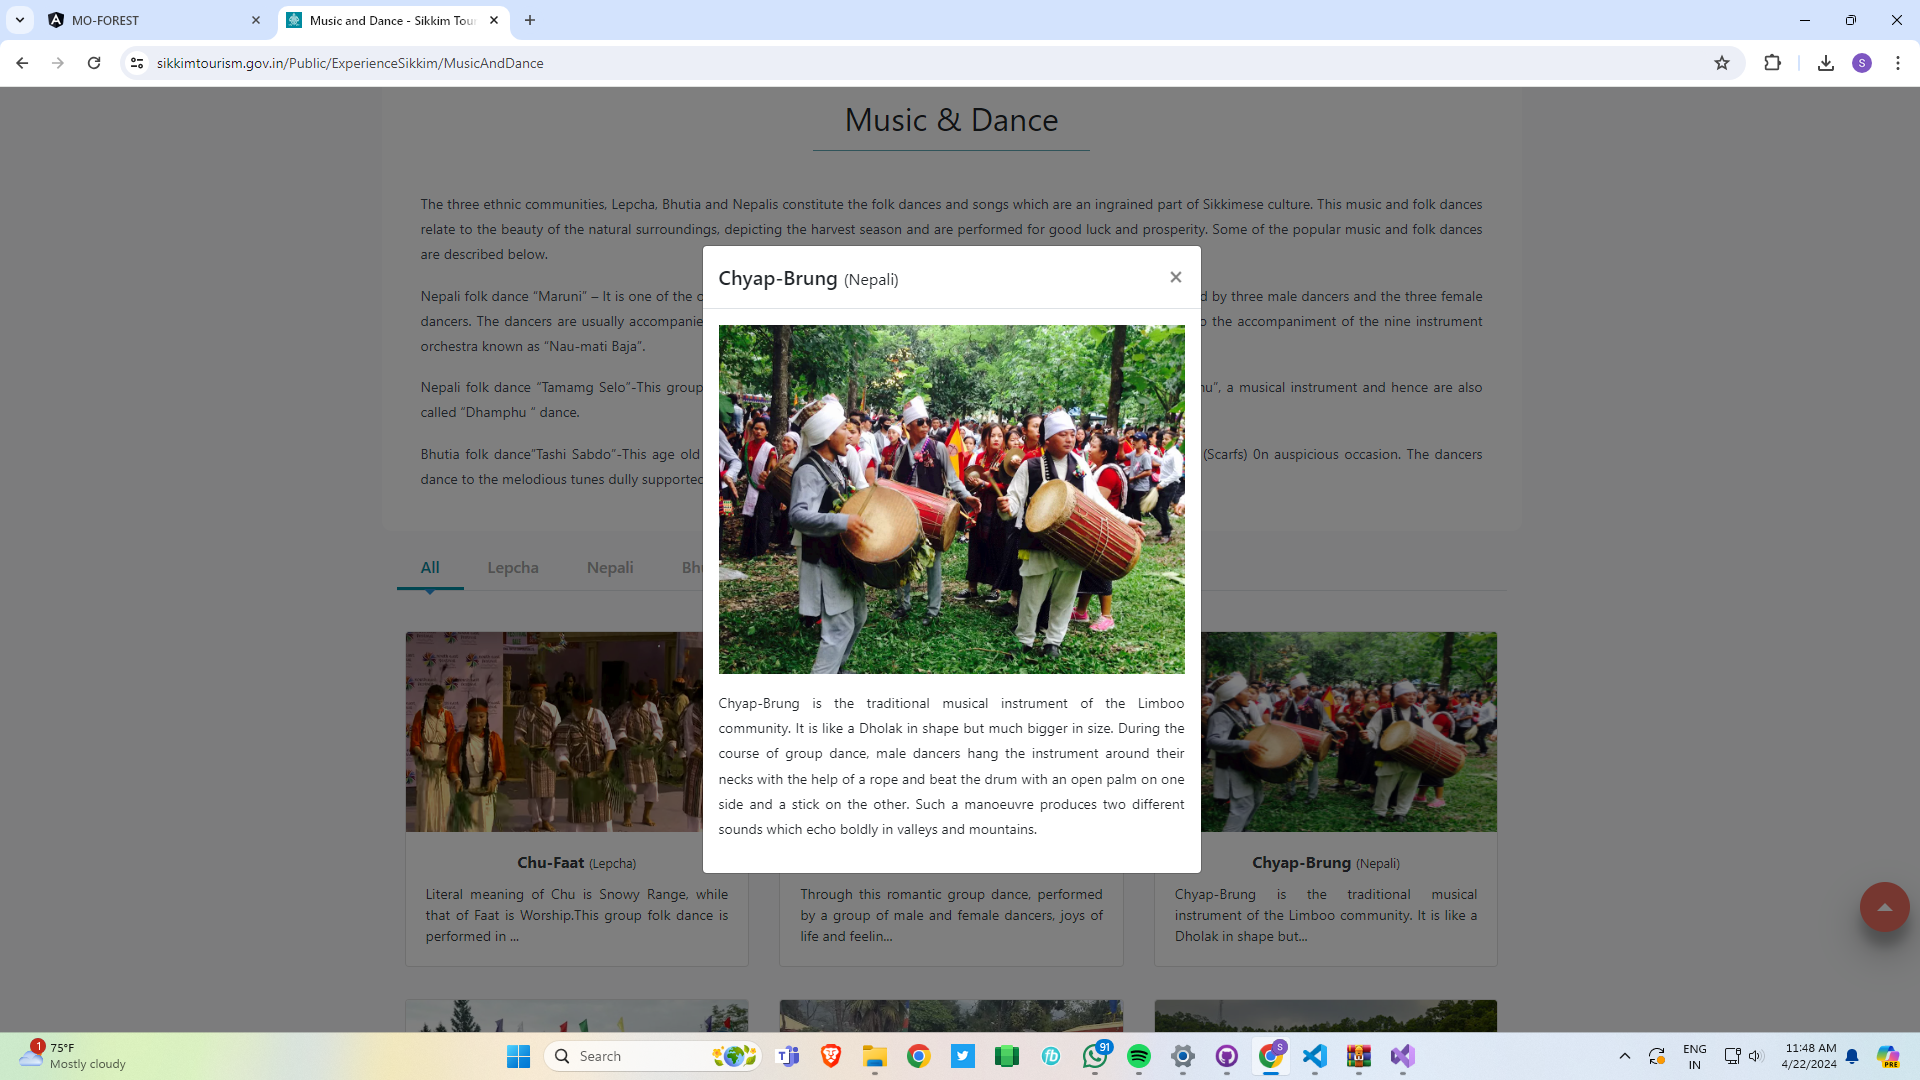 MO-FOREST
Music and Dance - Sikkim Tour
sikkimtourism.gov.in/Public/ExperienceSikkim/MusicAndDance
S
Music & Dance
The three ethnic communities, Lepcha, Bhutia and Nepalis constitute the folk dances and songs which are an ingrained part of Sikkimese culture. This music and folk dances
relate to the beauty of the natural surroundings, depicting the harvest season and are performed for good luck and prosperity. Some of the popular music and folk dances
are described below.
Nepali folk dance “Maruni” – It is one of the o
d by three male dancers and the three female
dancers. The dancers are usually accompanie
o the accompaniment of the nine instrument
orchestra known as “Nau-mati Baja”.
Nepali folk dance “Tamamg Selo”-This group
nu”, a musical instrument and hence are also
called “Dhamphu “ dance.
Bhutia folk dance“Tashi Sabdo”-This age old
(Scarfs) 0n auspicious occasion. The dancers
dance to the melodious tunes dully supported
Chyap-Brung (Nepali)
×
Chyap-Brung is the traditional musical instrument of the Limboo
community. It is like a Dholak in shape but much bigger in size. During the
course of group dance, male dancers hang the instrument around their
necks with the help of a rope and beat the drum with an open palm on one
side and a stick on the other. Such a manoeuvre produces two different
sounds which echo boldly in valleys and mountains.
All
Lepcha
Nepali
Bhu
Chu-Faat (Lepcha)
Literal meaning of Chu is Snowy Range, while
that of Faat is Worship.This group folk dance is
performed in ...
Through this romantic group dance, performed
by a group of male and female dancers, joys of
life and feelin...
Chyap-Brung (Nepali)
Chyap-Brung is the traditional musical
instrument of the Limboo community. It is like a
Dholak in shape but...
1
75°F
Mostly cloudy
Search
91
S
ENG
IN
11:48 AM
4/22/2024
PRE